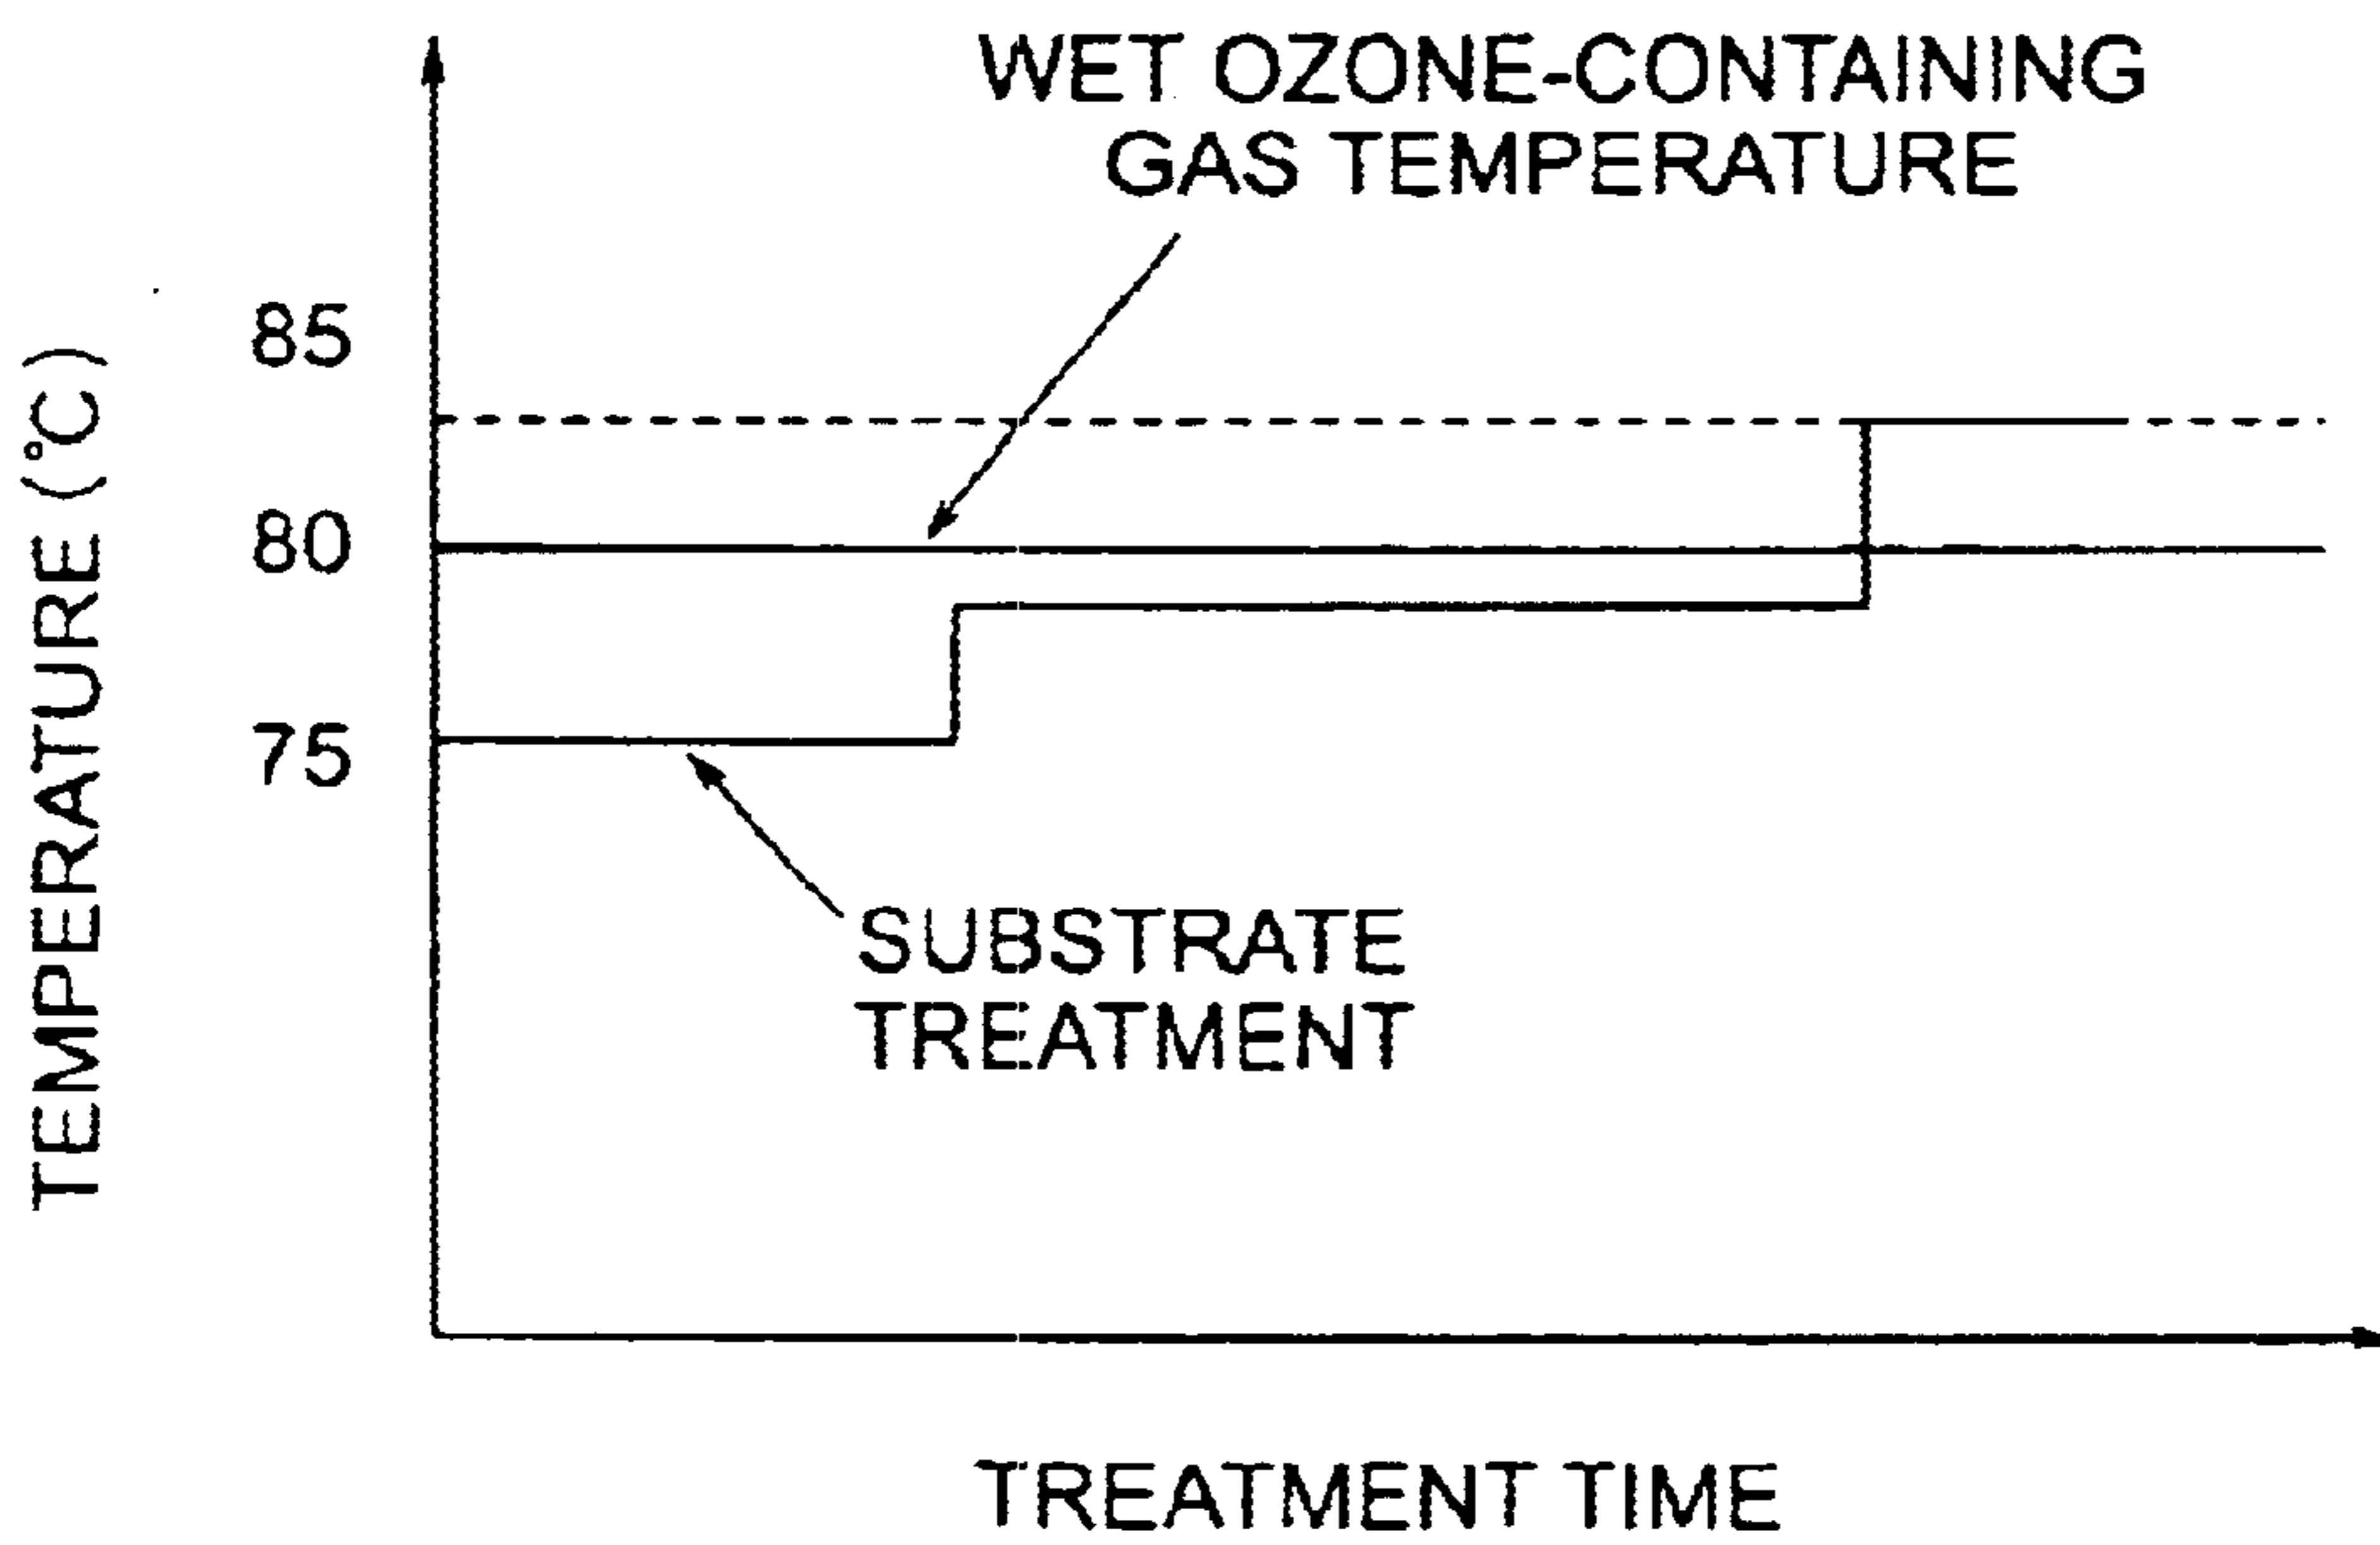 WET OZONE-CONTAINING
GAS TEMPERATURE
85
80
75
TEMPERATURE (°C)
SUBSTRATE
TREATMENT
TREATMENT TIME